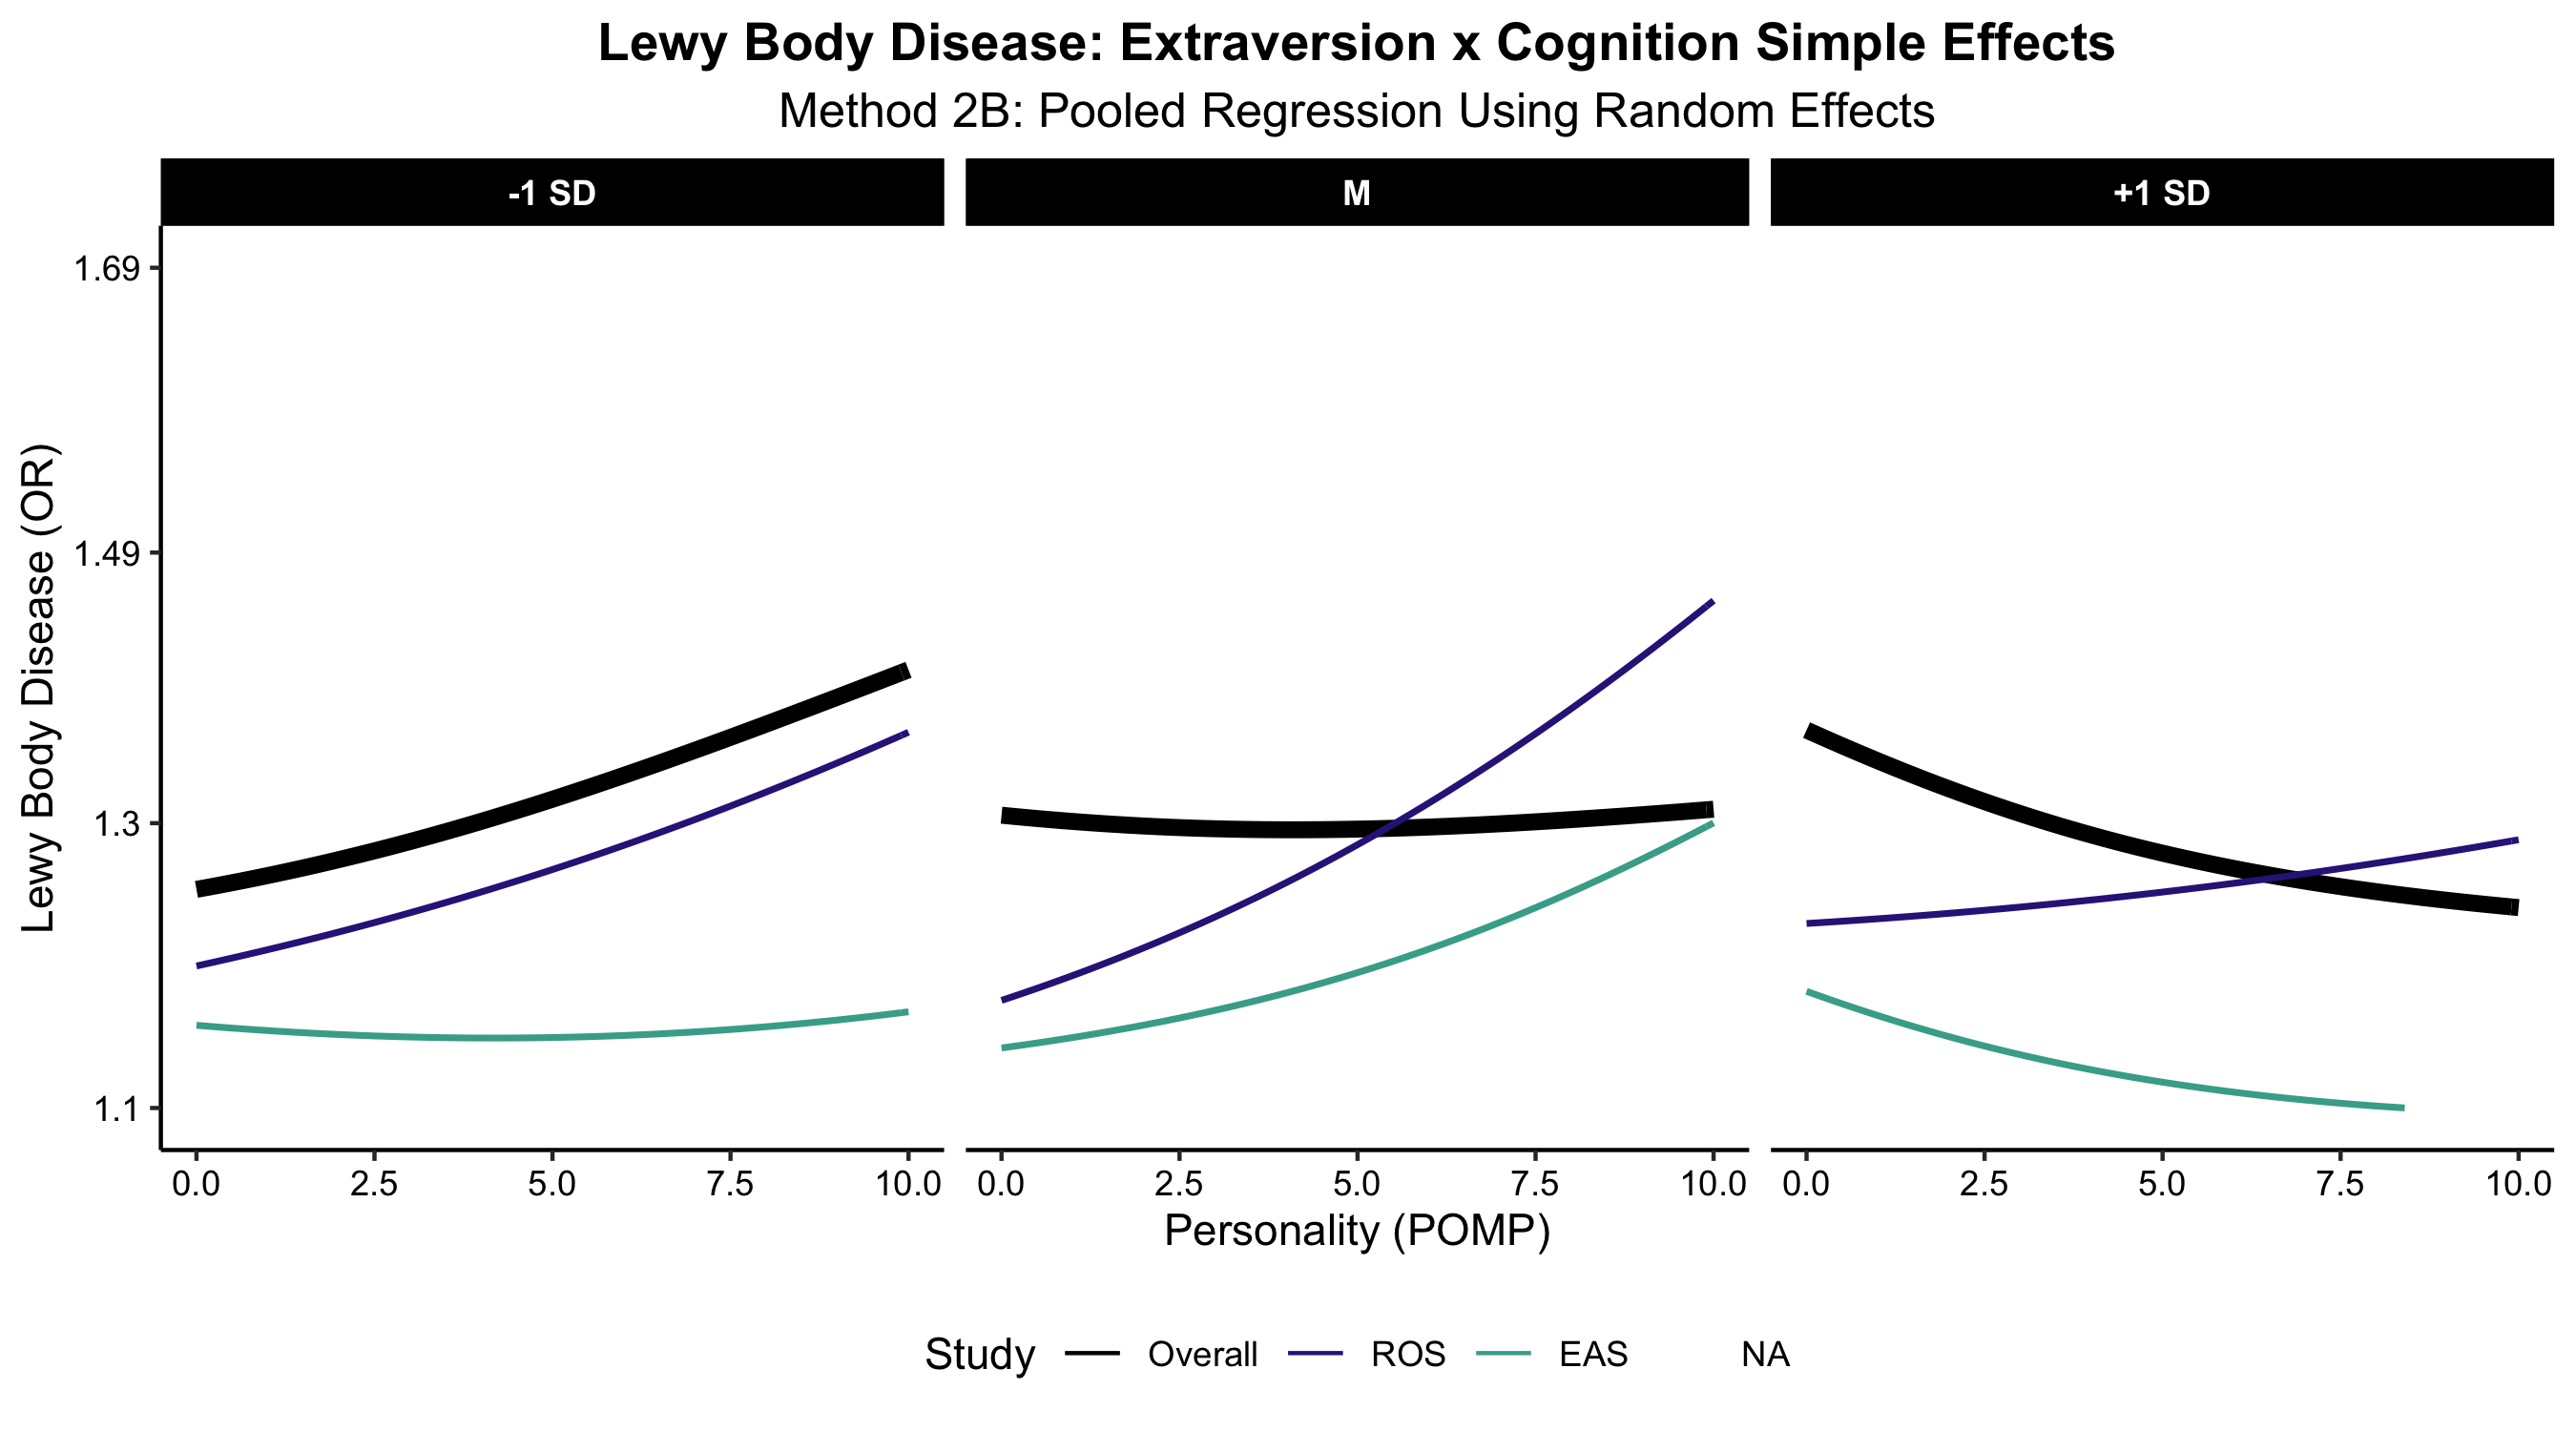 Lewy Body Disease: Extraversion x Cognition Simple Effects
Method 2B: Pooled Regression Using Random Effects
-1 SD M +1 SD
Lewy Body Disease (OR)
1.69
1.49
1.3
1.1
0.0 2.5 5.0 7.5 10.0 0.0 2.5 5.0 7.5 10.0 0.0 2.5 5.0 7.5 10.0
Personality (POMP)
Study Overall ROS EAS NA